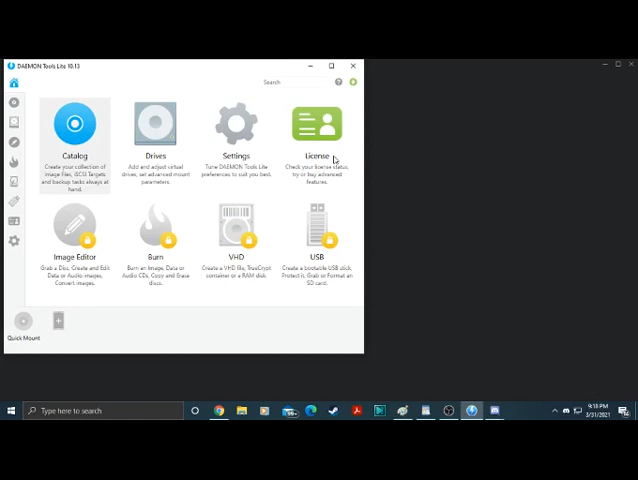 DAEMON Tools Lite 10.13
Search
Catalog
Create your collection of
Image Files, iSCSI Targets
and backup tasks always at
hand.
Drives
Add and adjust virtual
drives, set advanced mount
parameters.
Settings
Tune DAEMON Tools Lite
preferences to suit you best.
License
Check your license status,
try or buy advanced
features.
Image Editor
Grab a Disc, Create and Edit
Data or Audio images,
Convert images.
Burn
Burn an Image, Data or
Audio CDs, Copy and Erase
discs.
VHD
Create a VHD file, TrueCrypt
container or a RAM disk.
USB
Create a bootable USB stick,
Protect it, Grab or Format an
SD card.
Quick Mount
Type here to search
99+
9:18 PM
3/31/2021